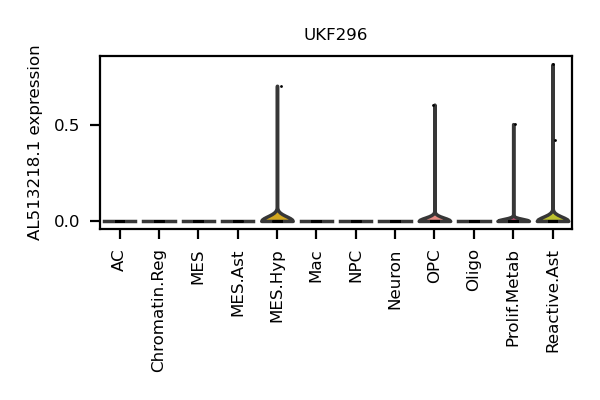 UKF296
AL513218.1 expression
0.5
0.0
AC
Chromatin.Reg
MES
MES.Ast
MES.Hyp
Mac
NPC
Neuron
OPC
Oligo
Prolif.Metab
Reactive.Ast